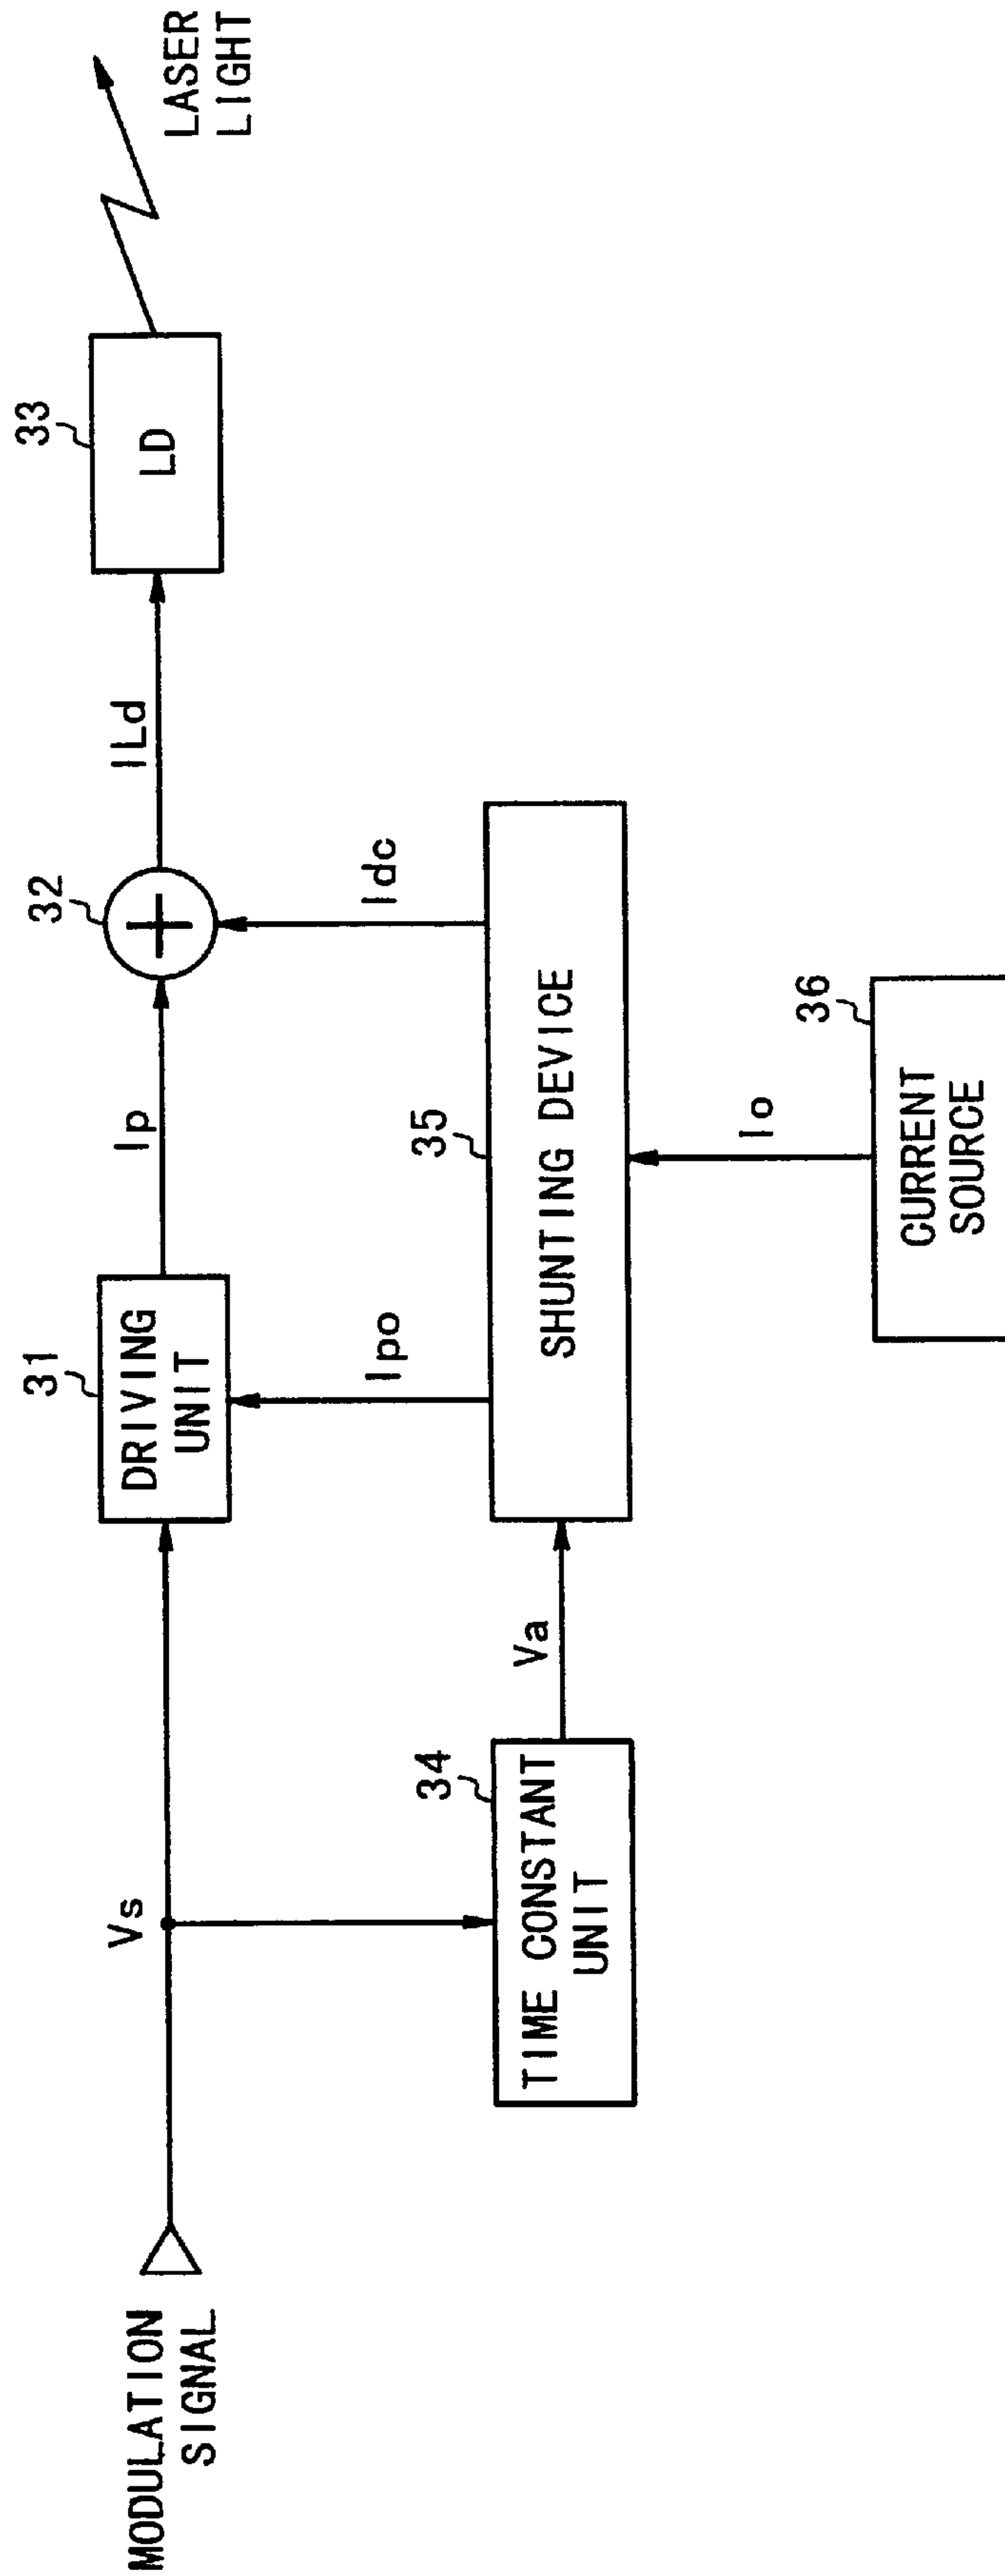 MODULATION
SIGNAL
Vs
31
DRIVING
UNIT
Ip
32
ILd
33
LD
LASER
LIGHT
Ipo
Idc
34
TIME CONSTANT
UNIT
Va
35
SHUNTING DEVICE
Io
36
CURRENT
SOURCE